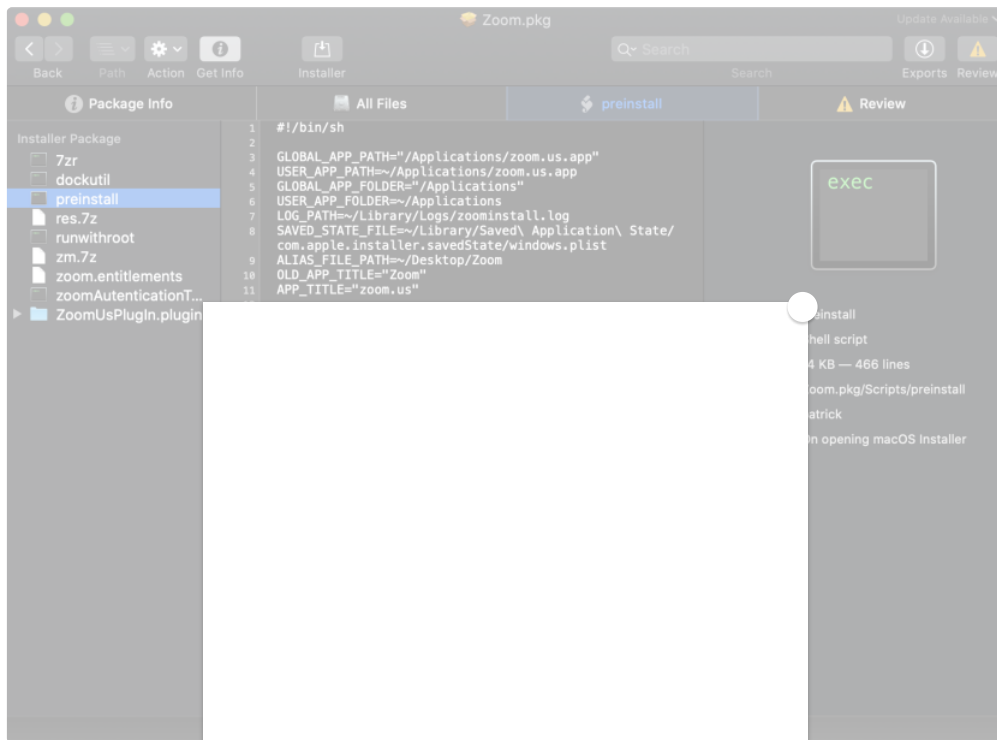 Zoom.pkg
Update Available
Search
Back Path Action Get Info Installer Search Exports Review
Package Info All Files preinstall Review
Installer Package
7zr
dockutil
preinstall
res.7z
runwithroot
zm.7z
zoom.entitlements
zoomAutenticationT...
ZoomUsPlugIn.plugin
1 #!/bin/sh
2
3 GLOBAL_APP_PATH="/Applications/zoom.us.app"
4 USER_APP_PATH=~/Applications/zoom.us.app
5 GLOBAL_APP_FOLDER="/Applications"
6 USER_APP_FOLDER=~/Applications
7 LOG_PATH=~/Library/Logs/zoominstall.log
8 SAVED_STATE_FILE=~/Library/Saved\ Application\ State/
com.apple.installer.savedState/windows.plist
9 ALIAS_FILE_PATH=~/Desktop/Zoom
10 OLD_APP_TITLE="Zoom"
11 APP_TITLE="zoom.us"
exec
einstall
hell script
4 KB — 466 lines
oom.pkg/Scripts/preinstall
atrick
n opening macOS Installer